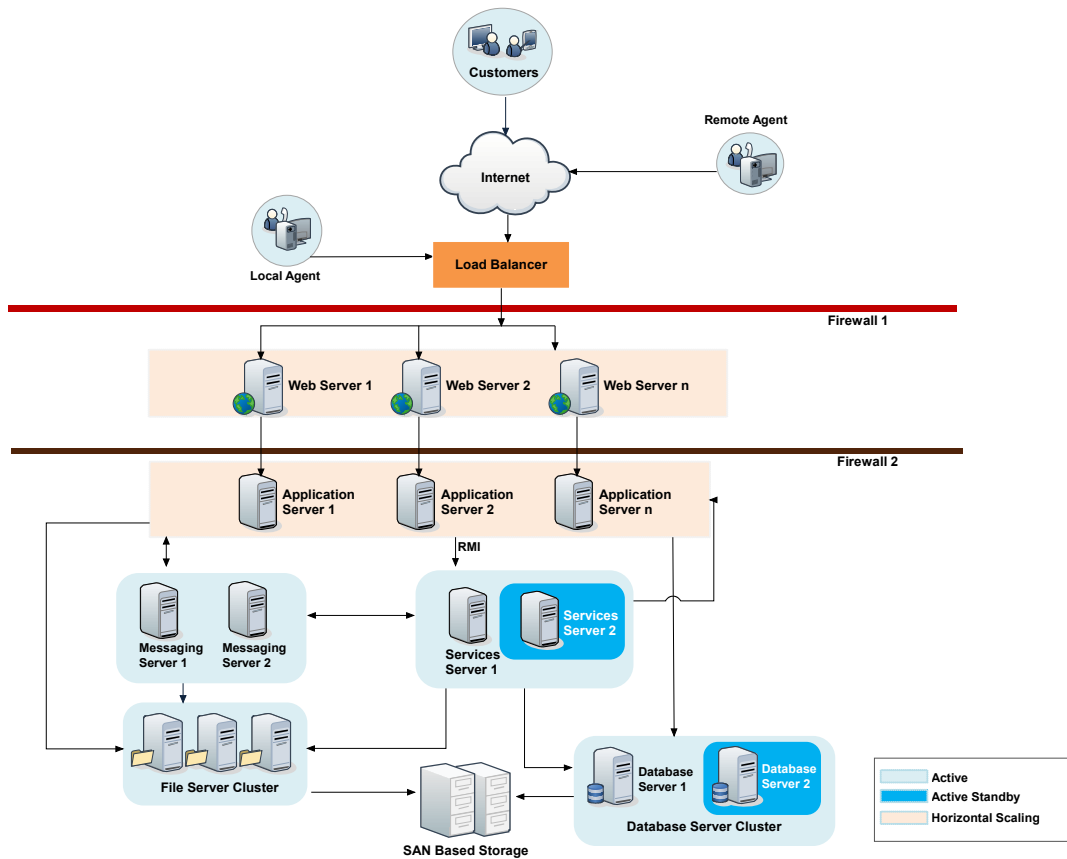 Customers
Remote Agent
Internet
Local Agent
Load Balancer
Firewall 1
Web Server 1
Web Server 2
Web Server n
Firewall 2
Application
Server 1
Application
Server 2
Application
Server n
RMI
Messaging
Server 1
Messaging
Server 2
Services
Server 1
Services
Server 2
File Server Cluster
Database
Server 1
Database
Server 2
Database Server Cluster
SAN Based Storage
Active
Active Standby
Horizontal Scaling